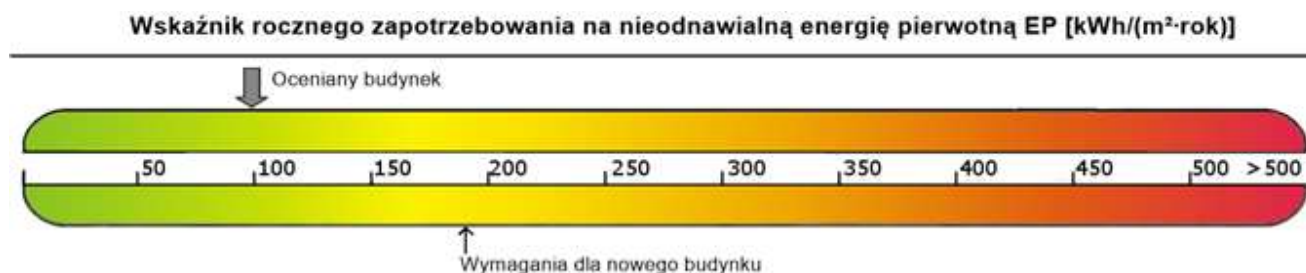 Wskaźnik rocznego zapotrzebowania na nieodnawialną energię pierwotną EP [kWh/(m²·rok)]
Oceniany budynek
50 100 150 200 250 300 350 400 450 500 > 500
Wymagania dla nowego budynku